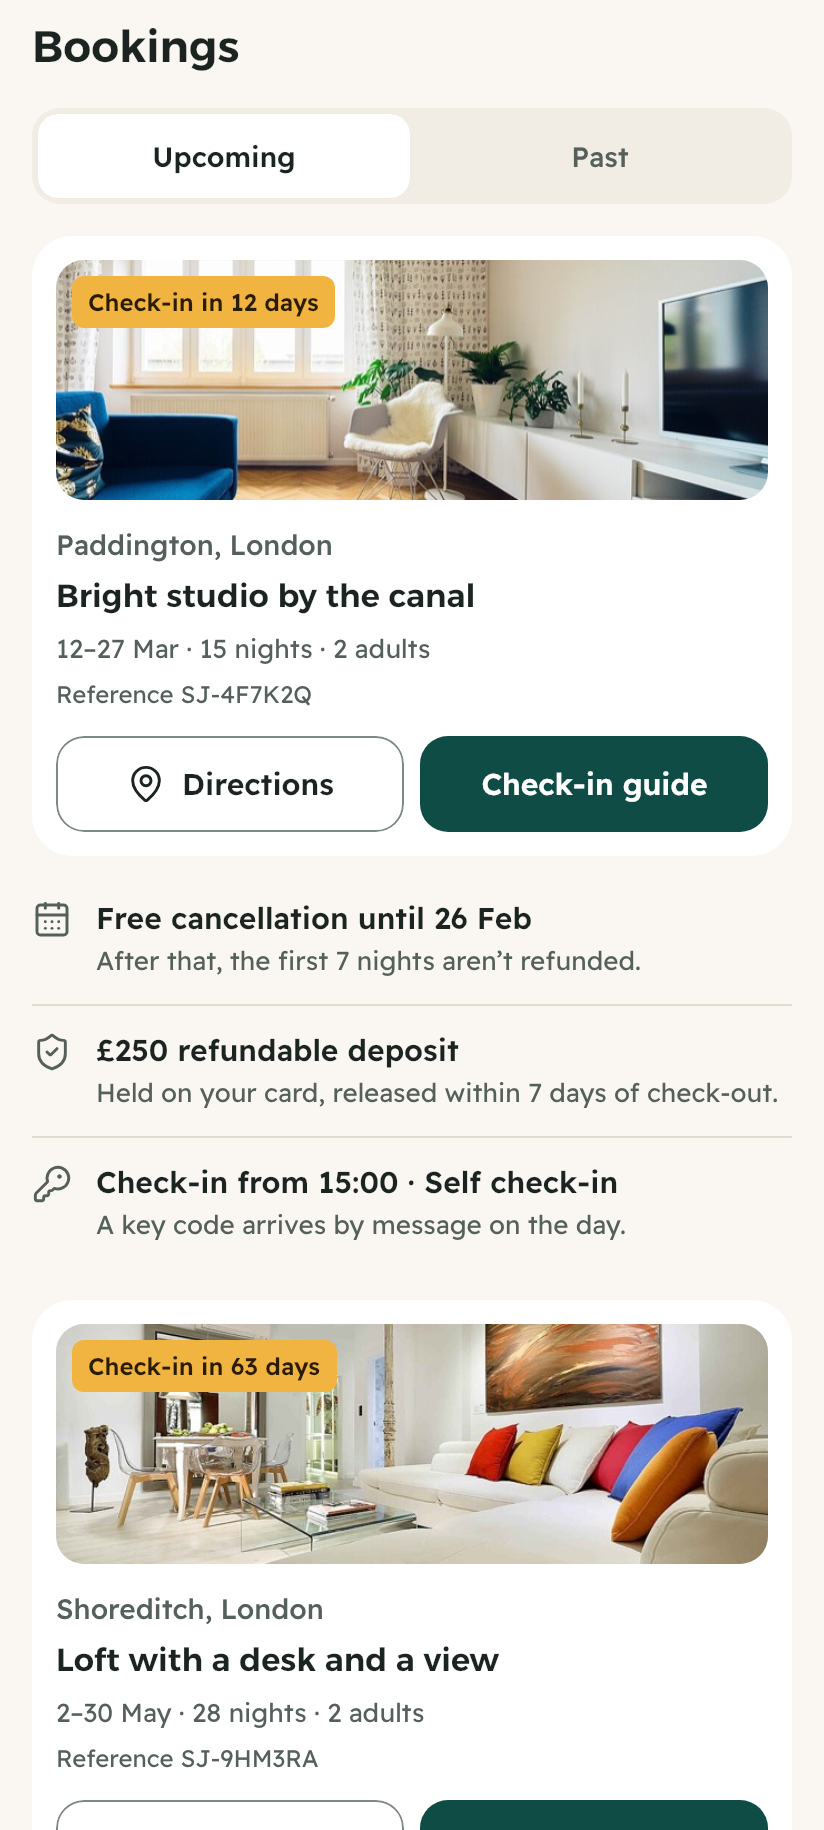 Bookings
Upcoming
Past
Check-in in 12 days
Paddington, London
Bright studio by the canal
12–27 Mar · 15 nights · 2 adults
Reference SJ-4F7K2Q
Directions
Check-in guide
Free cancellation until 26 Feb
After that, the first 7 nights aren’t refunded.
£250 refundable deposit
Held on your card, released within 7 days of check-out.
Check-in from 15:00 · Self check-in
A key code arrives by message on the day.
Check-in in 63 days
Shoreditch, London
Loft with a desk and a view
2–30 May · 28 nights · 2 adults
Reference SJ-9HM3RA